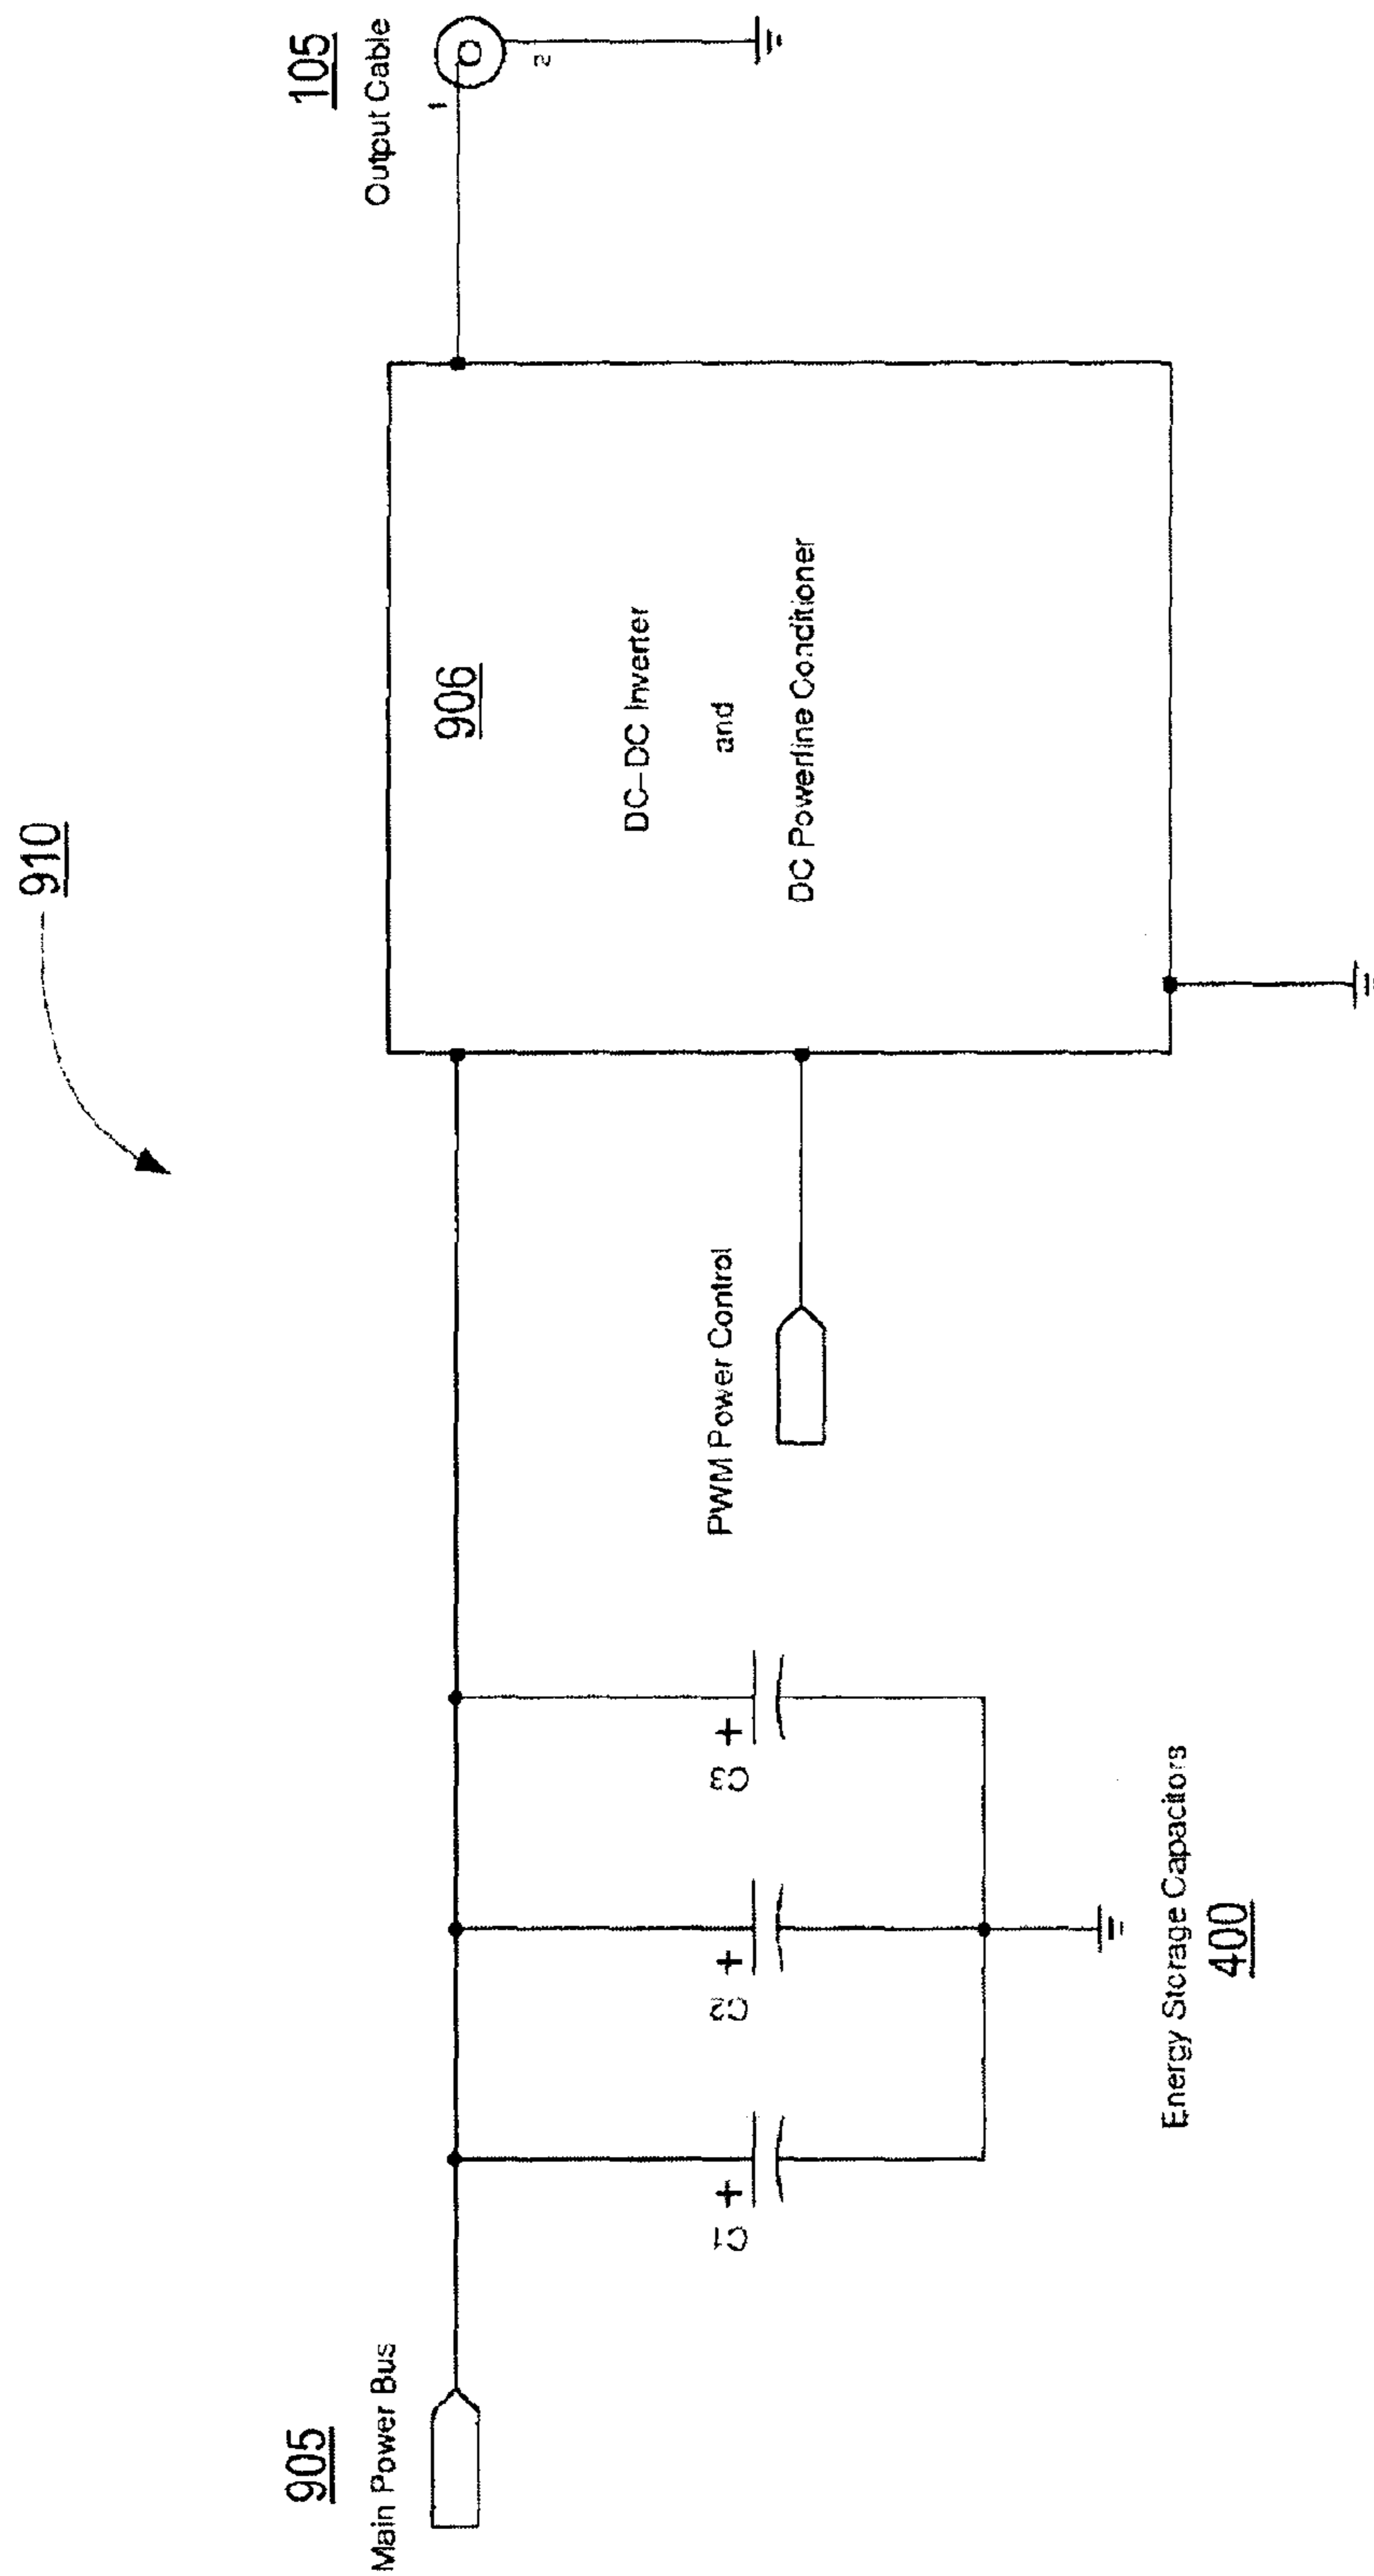 910
905
Main Power Bus
C1
+
C2
+
C3
+
Energy Storage Capacitors
400
PWM Power Control
906
DC-DC Inverter
and
DC Powerline Conditioner
105
Output Cable
1
2